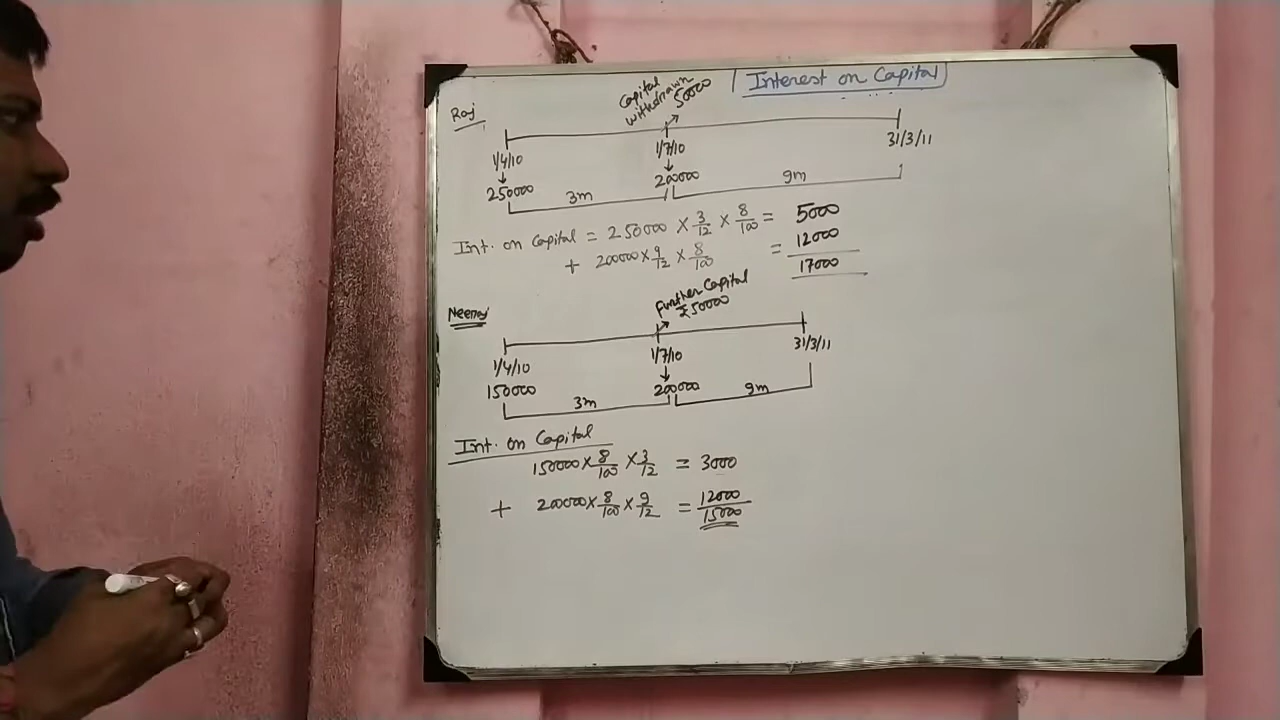 Interest on Capital
Raj
Capital
withdrawn
50000
1/4/10
1/7/10
31/3/11
250000
200000
3m
9m
Int. on Capital = 250000 × 3/12 × 8/100 = 5000
+ 200000 × 9/12 × 8/100 = 12000
17000
Neeraj
Further Capital
₹50000
1/4/10
1/7/10
31/3/11
150000
200000
3m
9m
Int. on Capital
150000 × 8/100 × 3/12 = 3000
+ 200000 × 8/100 × 9/12 = 12000
15000